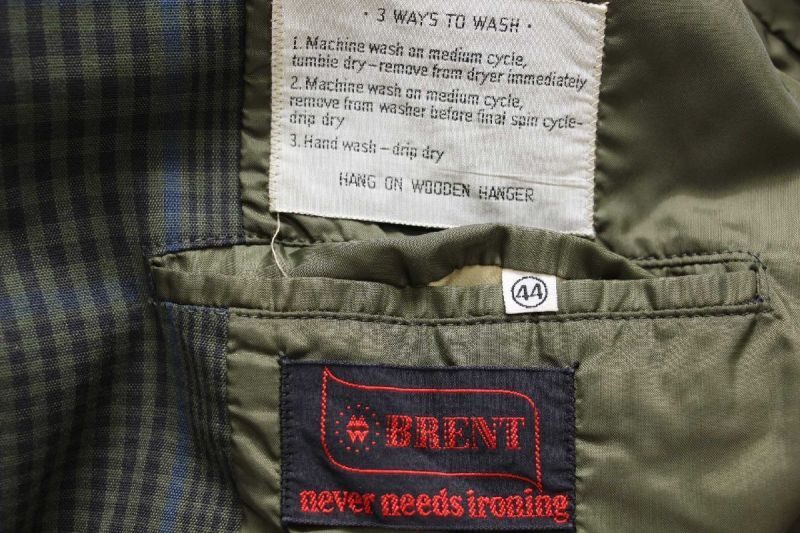 · 3 WAYS TO WASH ·
1. Machine wash on medium cycle,
tumble dry—remove from dryer immediately
2. Machine wash on medium cycle,
remove from washer before final spin cycle-
drip dry
3. Hand wash – drip dry
HANG ON WOODEN HANGER
44
BRENT
never needs ironing